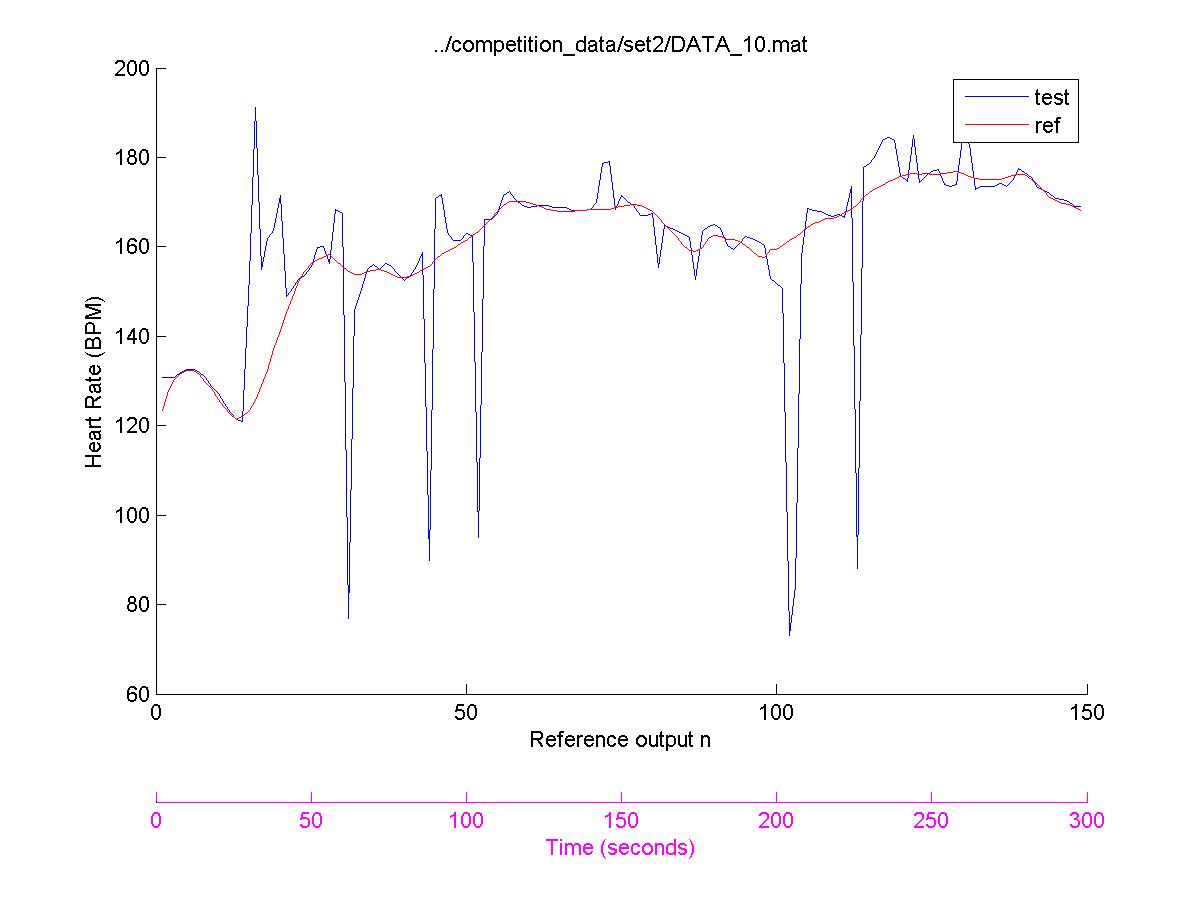 ../competition_data/set2/DATA_10.mat
200
180
160
140
120
100
80
60
Heart Rate (BPM)
test
ref
0 50 100 150
Reference output n
0 50 100 150 200 250 300
Time (seconds)